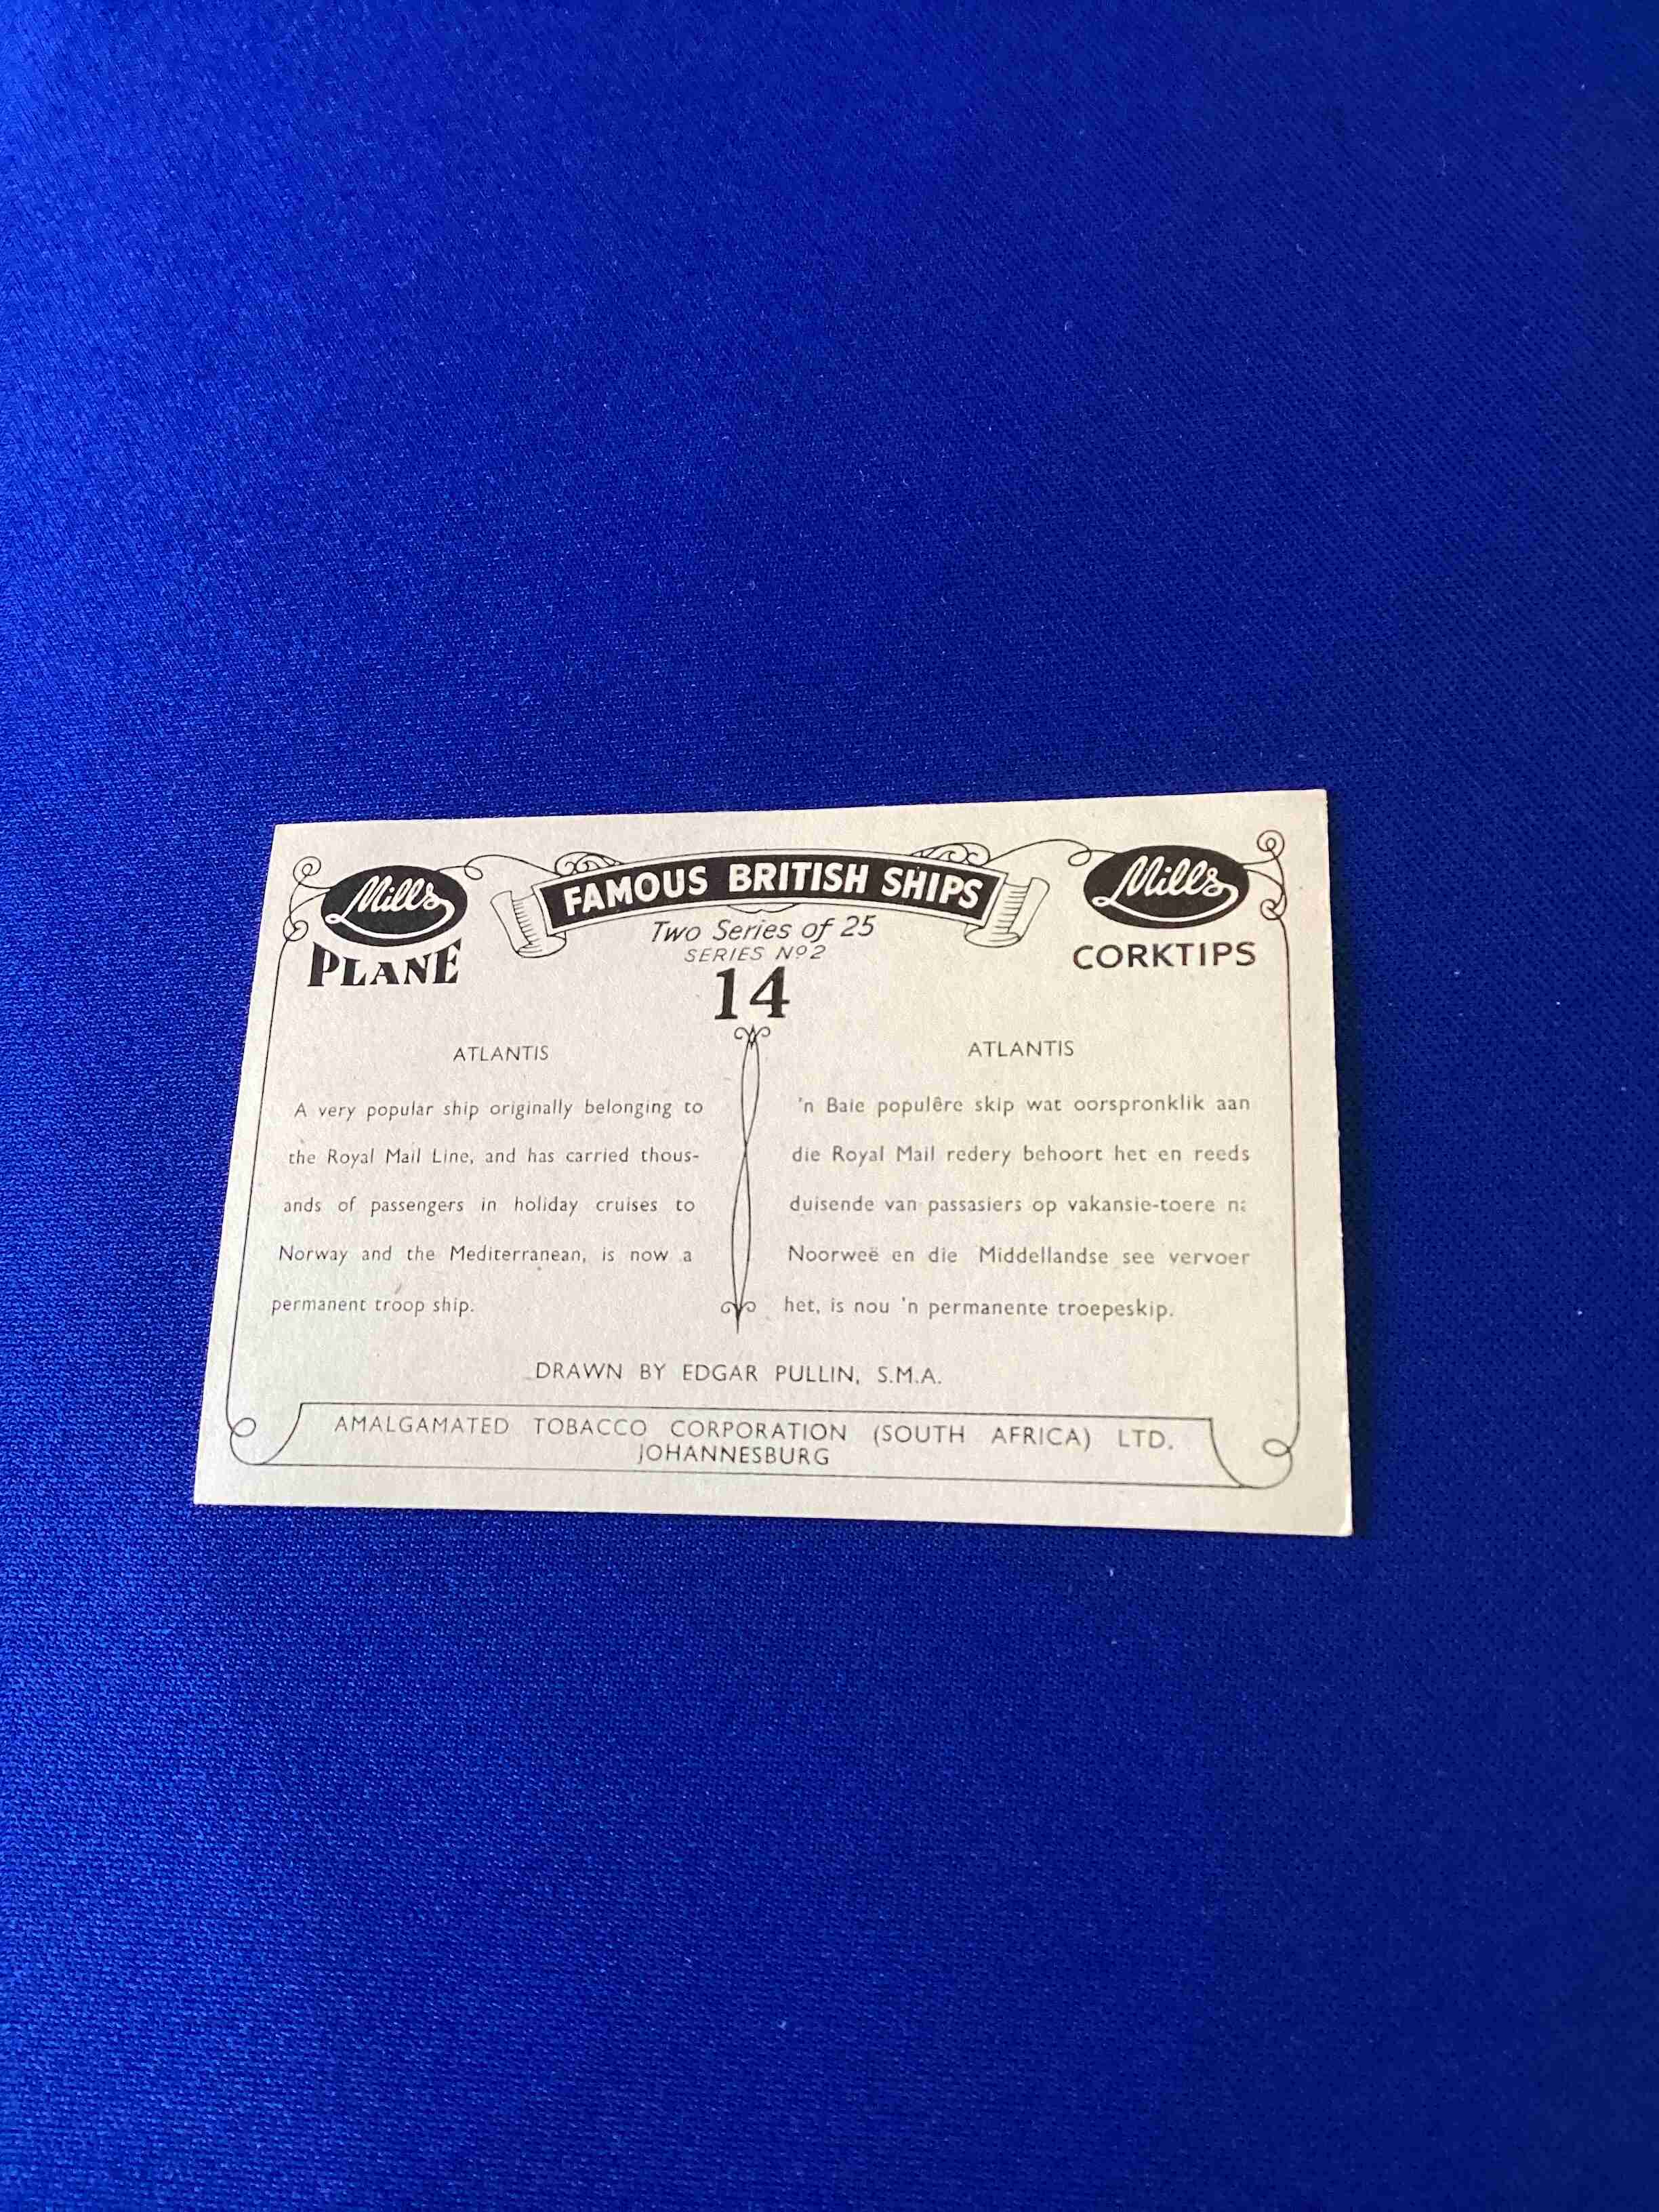 Mills
PLANE
FAMOUS BRITISH SHIPS
Two Series of 25
SERIES Nº2
14
Mills
CORKTIPS
ATLANTIS
A very popular ship originally belonging to
the Royal Mail Line, and has carried thous-
ands of passengers in holiday cruises to
Norway and the Mediterranean, is now a
permanent troop ship.
ATLANTIS
'n Baie populêre skip wat oorspronklik aan
die Royal Mail redery behoort het en reeds
duisende van passasiers op vakansie-toere na
Noorweë en die Middellandse see vervoer
het, is nou 'n permanente troepeskip.
DRAWN BY EDGAR PULLIN, S.M.A.
AMALGAMATED TOBACCO CORPORATION (SOUTH AFRICA) LTD.
JOHANNESBURG